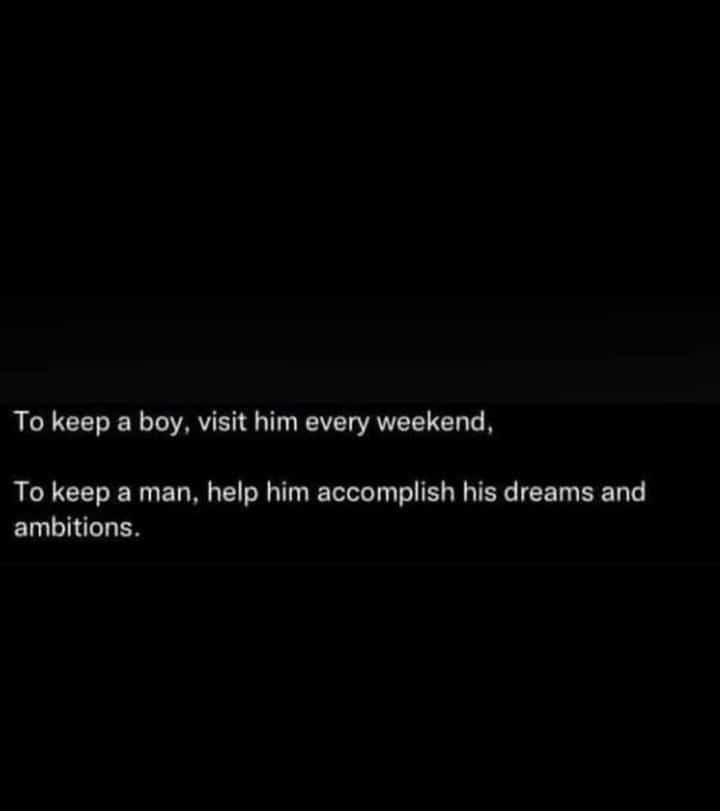 To keep a boy, visit him every weekend,
To keep a man, help him accomplish his dreams and
ambitions.